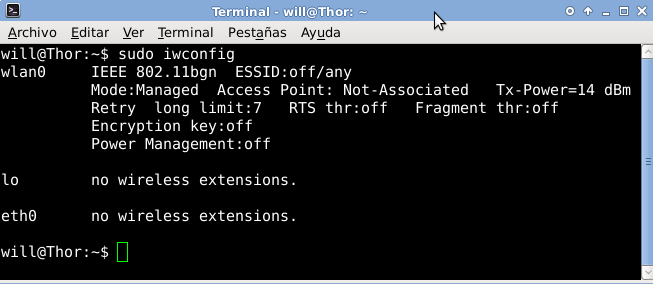 Terminal - will@Thor: ~
Archivo Editar Ver Terminal Pestañas Ayuda
will@Thor:~$ sudo iwconfig
wlan0     IEEE 802.11bgn  ESSID:off/any
          Mode:Managed  Access Point: Not-Associated   Tx-Power=14 dBm
          Retry  long limit:7   RTS thr:off   Fragment thr:off
          Encryption key:off
          Power Management:off
lo        no wireless extensions.
eth0      no wireless extensions.
will@Thor:~$